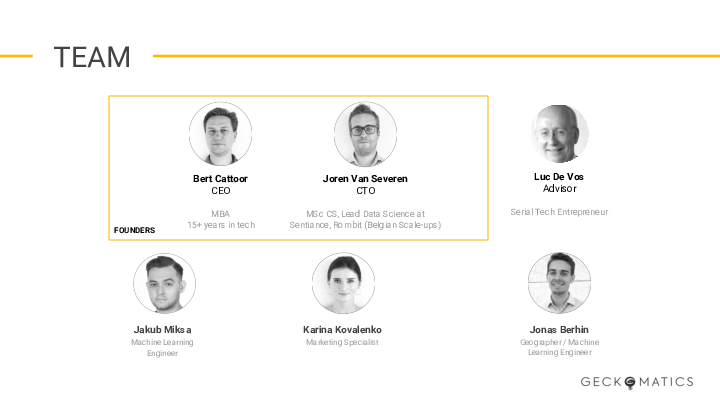 TEAM
Bert Cattoor
CEO
MBA
15+ years in tech
Joren Van Severen
CTO
MSc CS, Lead Data Science at
Sentiance, Rombit (Belgian Scale-ups)
FOUNDERS
Luc De Vos
Advisor
Serial Tech Entrepreneur
Jakub Miksa
Machine Learning
Engineer
Karina Kovalenko
Marketing Specialist
Jonas Berhin
Geographer / Machine
Learning Engineer
GECKOMATICS